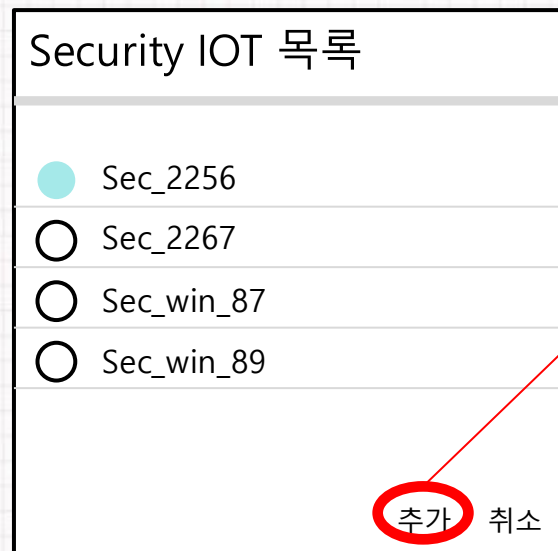 Security IOT 목록
Sec_2256
Sec_2267
Sec_win_87
Sec_win_89
추가 취소